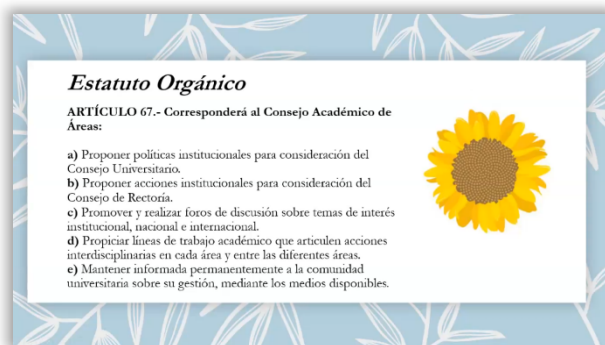 Estatuto Orgánico
ARTÍCULO 67.- Corresponderá al Consejo Académico de
Áreas:
a) Proponer políticas institucionales para consideración del
Consejo Universitario.
b) Proponer acciones institucionales para consideración del
Consejo de Rectoría.
c) Promover y realizar foros de discusión sobre temas de interés
institucional, nacional e internacional.
d) Propiciar líneas de trabajo académico que articulen acciones
interdisciplinarias en cada área y entre las diferentes áreas.
e) Mantener informada permanentemente a la comunidad
universitaria sobre su gestión, mediante los medios disponibles.